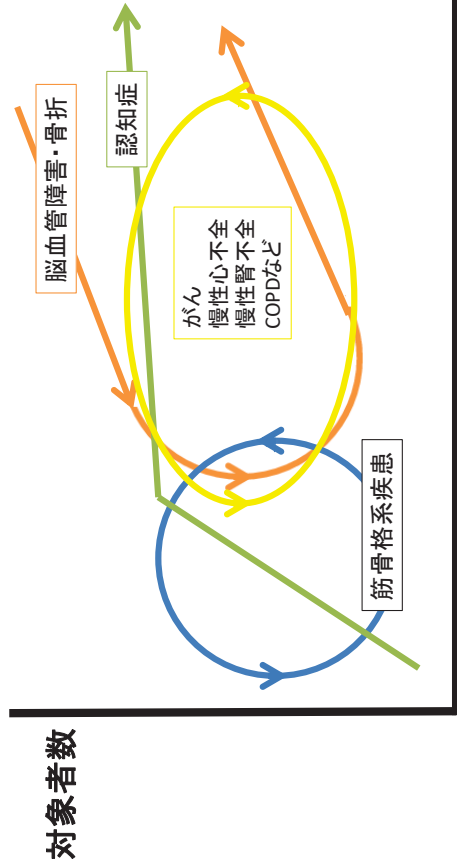 対象者数
脳血管障害・骨折
認知症
がん
慢性心不全
慢性腎不全
COPDなど
筋骨格系疾患